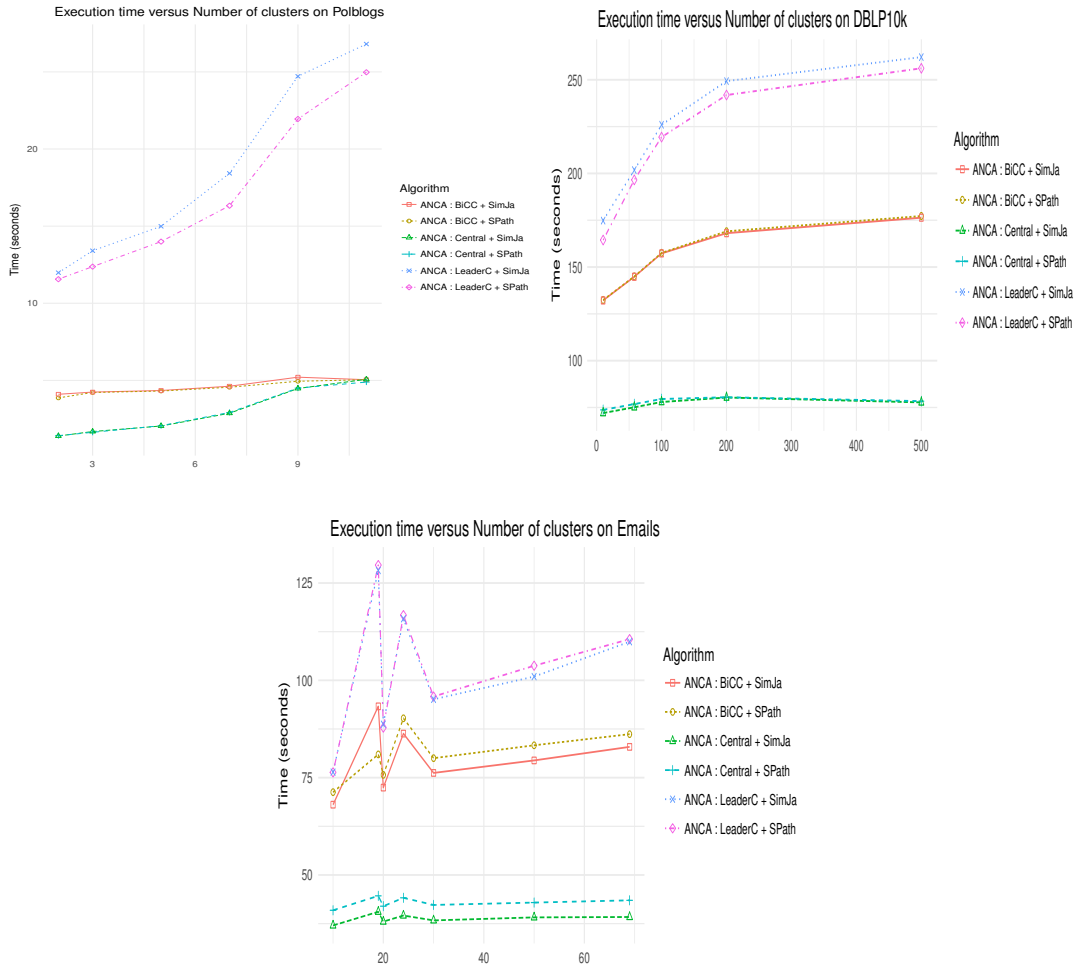 Execution time versus Number of clusters on Polblogs
Time (seconds)
20
10
3
6
9
Algorithm
ANCA : BiCC + SimJa
ANCA : BiCC + SPath
ANCA : Central + SimJa
ANCA : Central + SPath
ANCA : LeaderC + SimJa
ANCA : LeaderC + SPath
Execution time versus Number of clusters on DBLP10k
Time (seconds)
250
200
150
100
0
100
200
300
400
500
Algorithm
ANCA : BiCC + SimJa
ANCA : BiCC + SPath
ANCA : Central + SimJa
ANCA : Central + SPath
ANCA : LeaderC + SimJa
ANCA : LeaderC + SPath
Execution time versus Number of clusters on Emails
Time (seconds)
125
100
75
50
20
40
60
Algorithm
ANCA : BiCC + SimJa
ANCA : BiCC + SPath
ANCA : Central + SimJa
ANCA : Central + SPath
ANCA : LeaderC + SimJa
ANCA : LeaderC + SPath